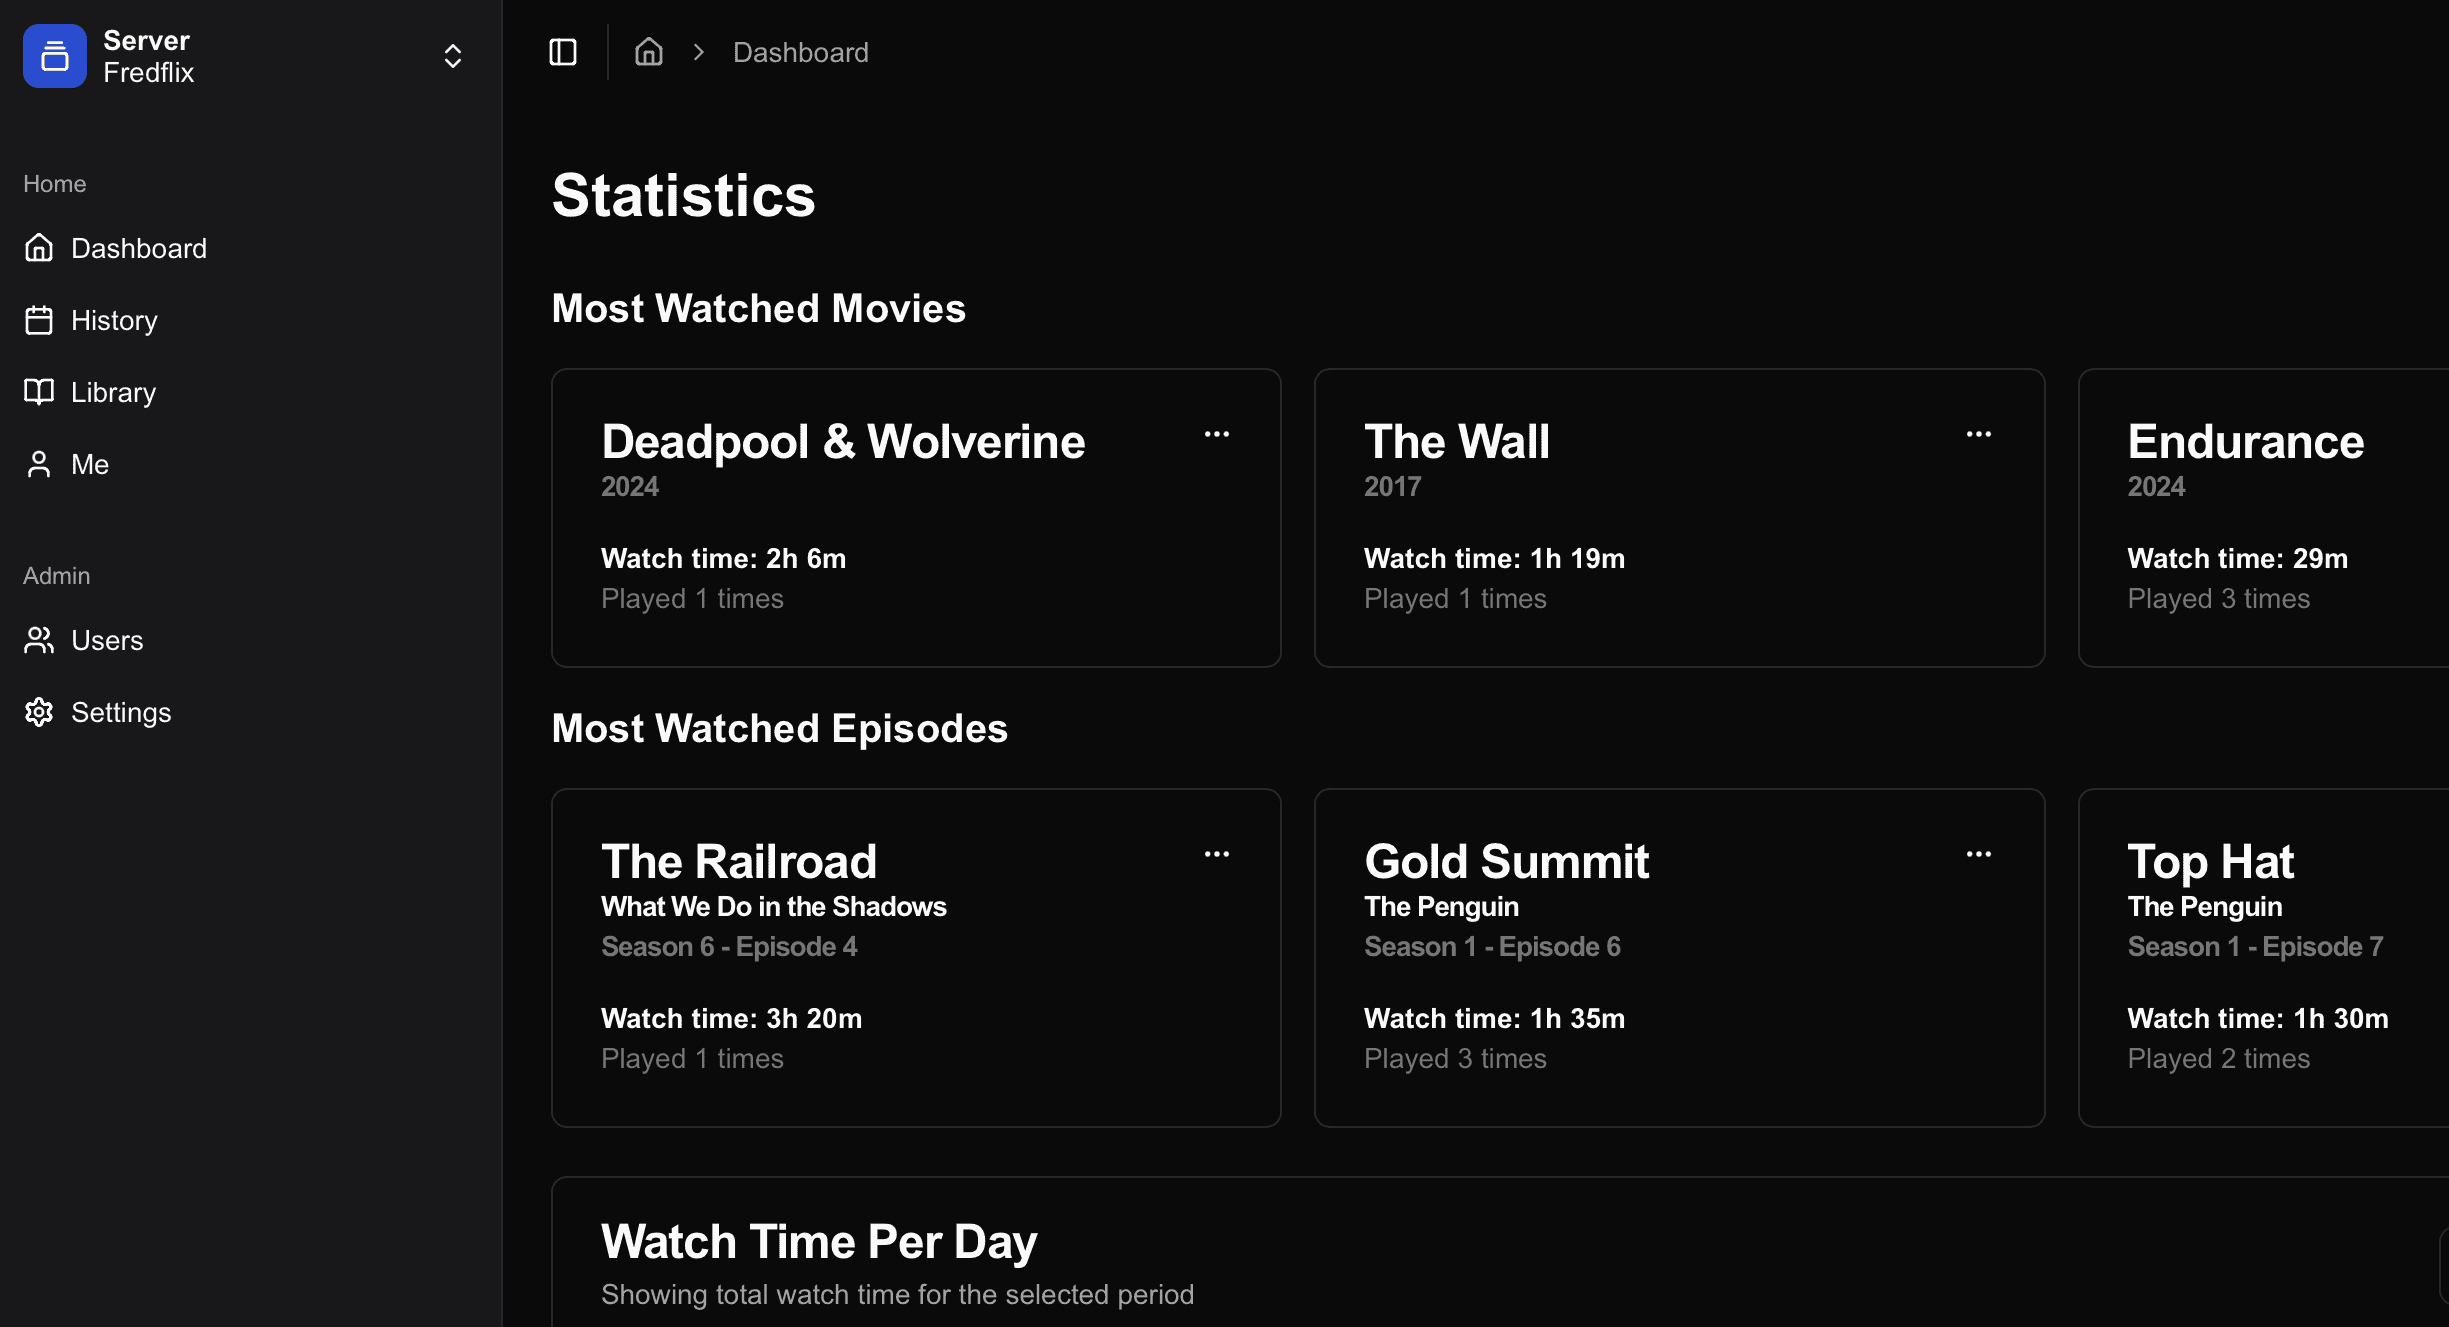 Server
Fredflix
Home
Dashboard
History
Library
Me
Admin
Users
Settings
Dashboard
Statistics
Most Watched Movies
Deadpool & Wolverine
2024
Watch time: 2h 6m
Played 1 times
The Wall
2017
Watch time: 1h 19m
Played 1 times
Endurance
2024
Watch time: 29m
Played 3 times
Most Watched Episodes
The Railroad
What We Do in the Shadows
Season 6 - Episode 4
Watch time: 3h 20m
Played 1 times
Gold Summit
The Penguin
Season 1 - Episode 6
Watch time: 1h 35m
Played 3 times
Top Hat
The Penguin
Season 1 - Episode 7
Watch time: 1h 30m
Played 2 times
Watch Time Per Day
Showing total watch time for the selected period